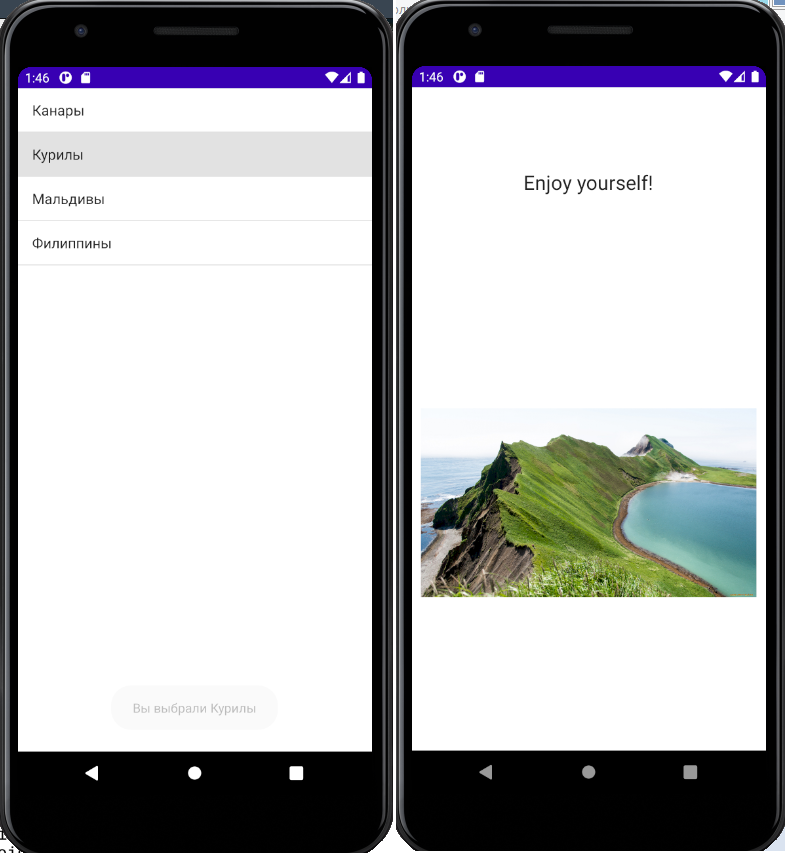 1:46
Канары
Курилы
Мальдивы
Филиппины
Вы выбрали Курилы
1:46
Enjoy yourself!